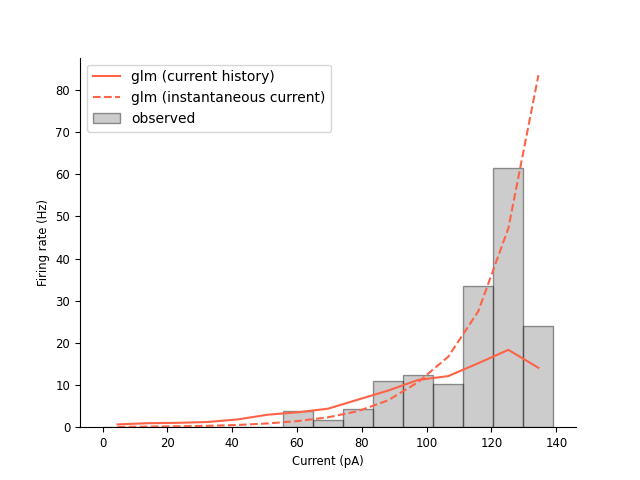 glm (current history)
glm (instantaneous current)
observed
Firing rate (Hz)
80
70
60
50
40
30
20
10
0
0 20 40 60 80 100 120 140
Current (pA)